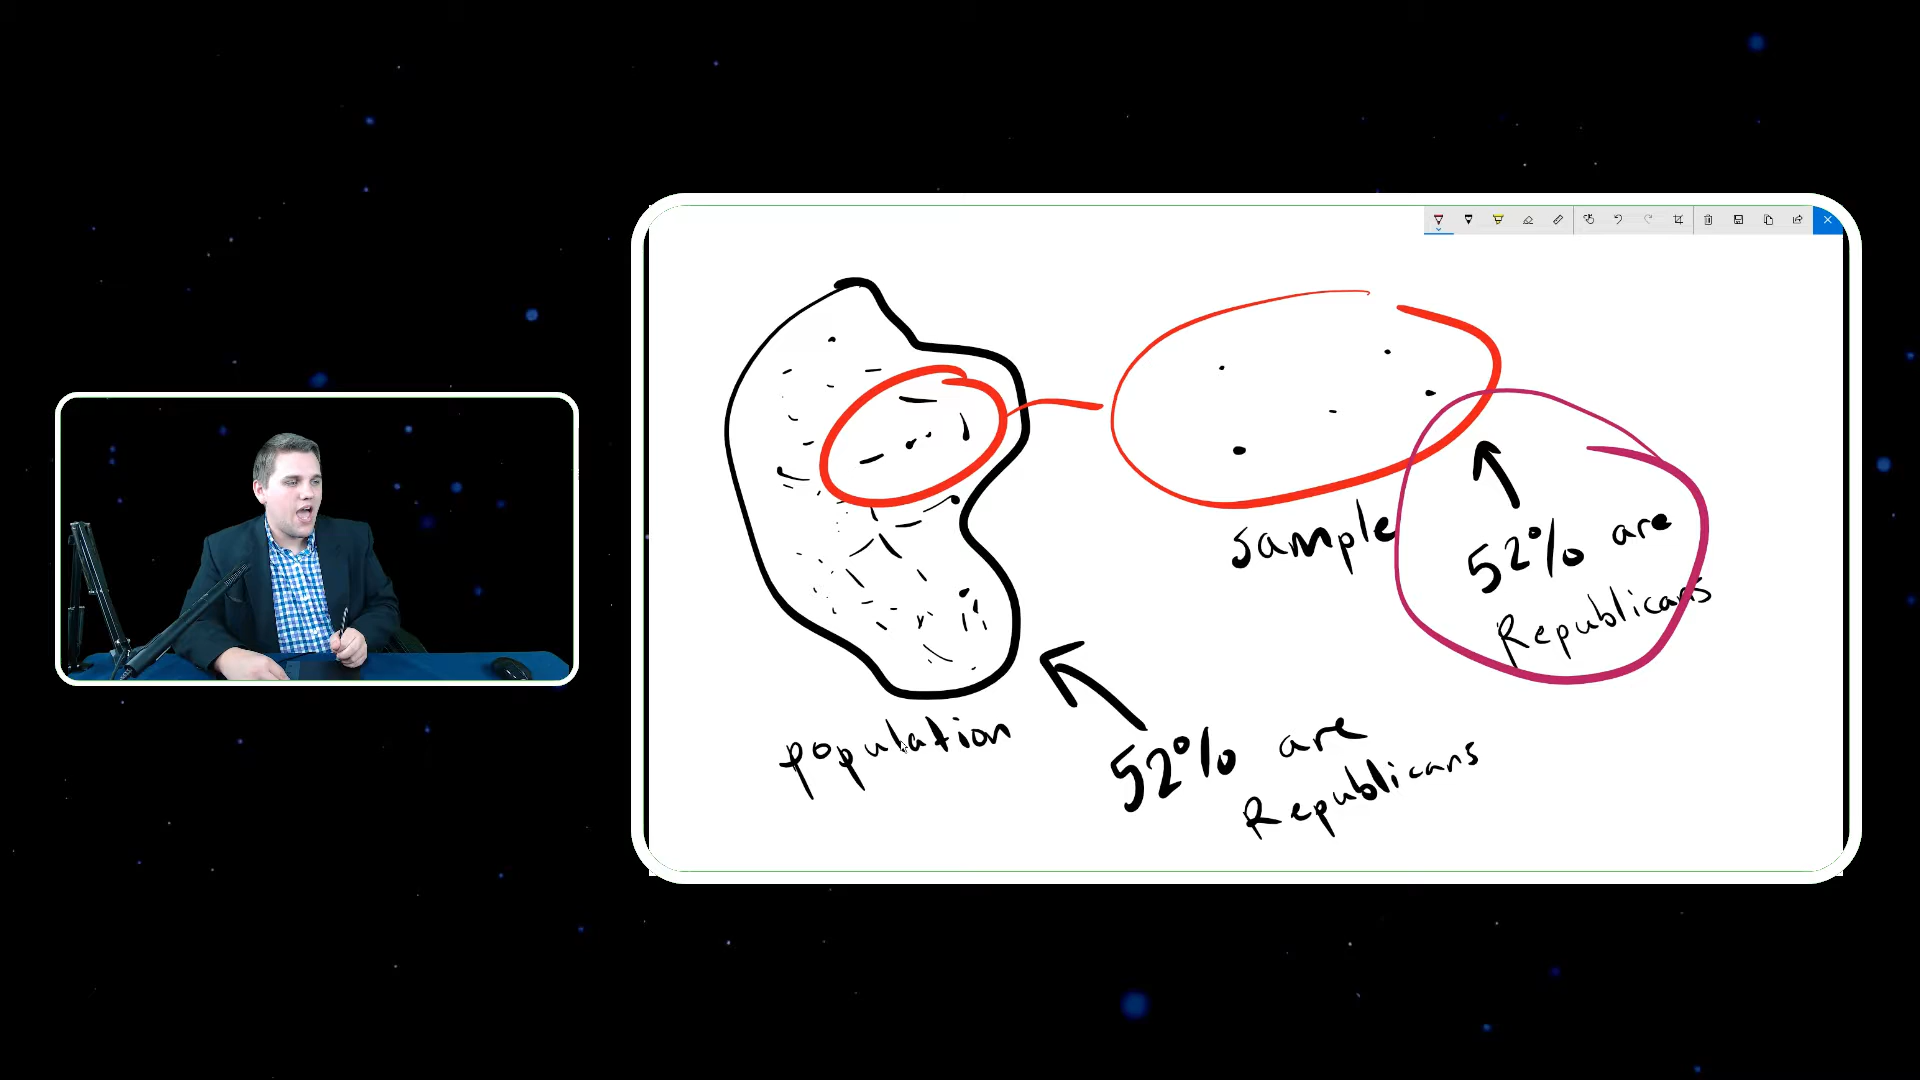 sample
52% are
Republicans
population
52% are
Republicans